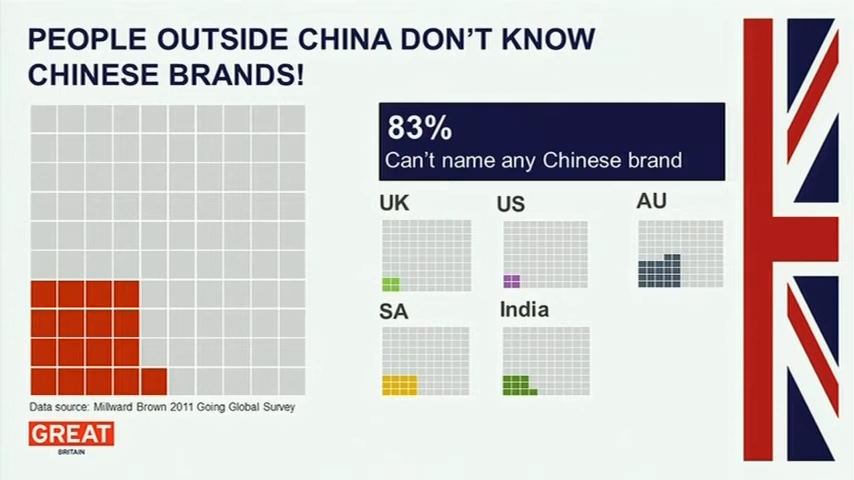 PEOPLE OUTSIDE CHINA DON'T KNOW
CHINESE BRANDS!
83%
Can't name any Chinese brand
UK
US
AU
SA
India
Data source: Millward Brown 2011 Going Global Survey
GREAT
BRITAIN